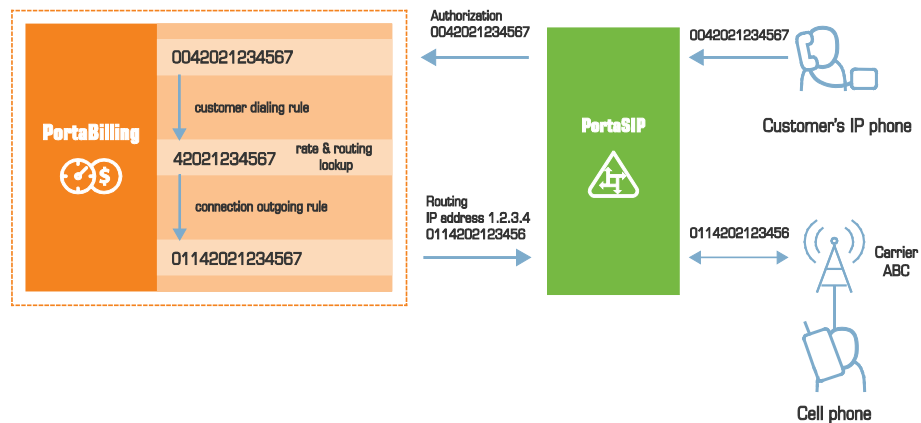 Authorization
0042021234567
0042021234567
0042021234567
customer dialing rule
PortaBilling
PortaSIP
Customer's IP phone
42021234567
rate & routing
lookup
connection outgoing rule
Routing
IP address 1.2.3.4
0114202123456
0114202123456
01142021234567
Carrier
ABC
Cell phone